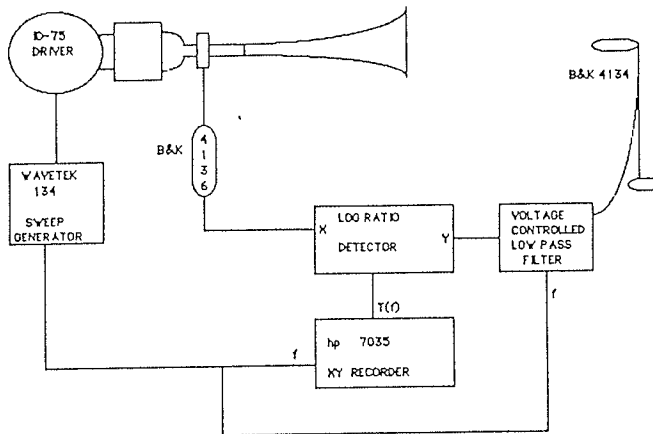 ID-75
DRIVER
B&K 4134
B&K
4
1
3
6
WAVETEK
134
SWEEP
GENERATOR
X
LOG RATIO
DETECTOR
Y
VOLTAGE
CONTROLLED
LOW PASS
FILTER
T(f)
f
f
hp 7035
XY RECORDER